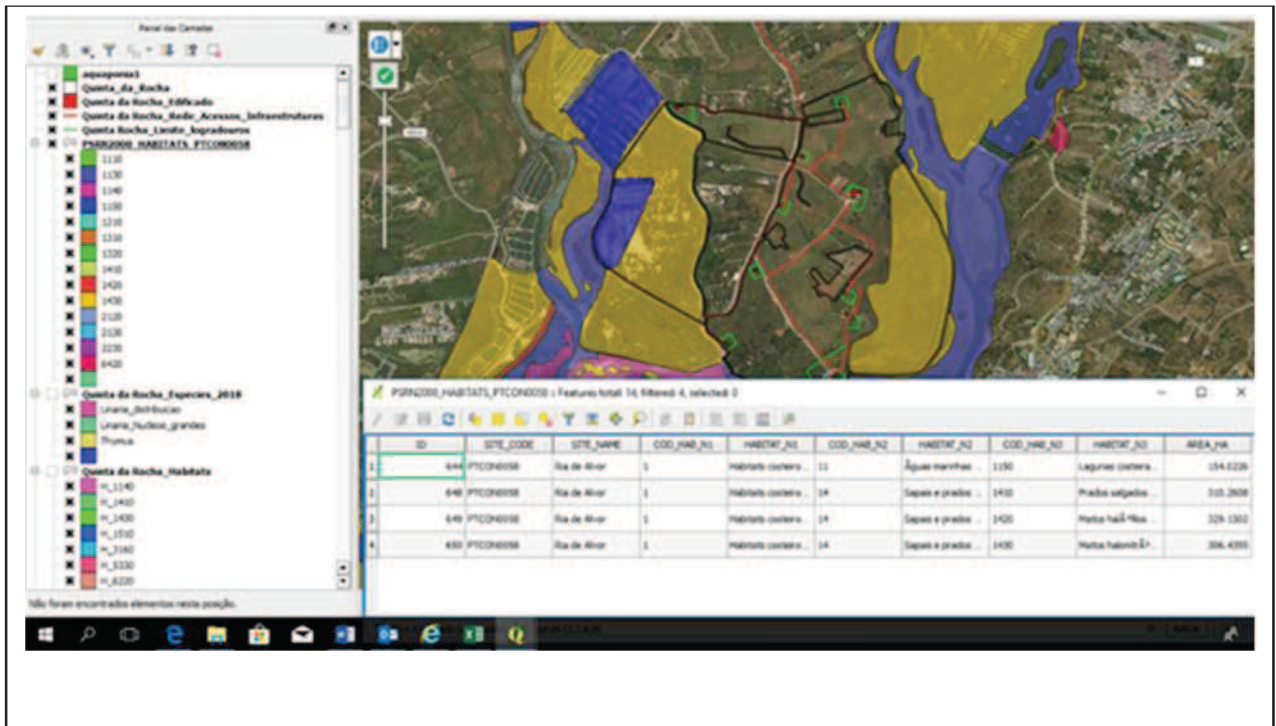 Painel das Camadas
aquaponia1
Quinta_da_Rocha
Quinta da Rocha_Edificado
Quinta da Rocha_Rede_Acessos_Infraestruturas
Quinta Rocha_Limite_logradouros
PSRN2000_HABITATS_PTCON0058
1110
1130
1140
1150
1210
1310
1320
1410
1420
1430
2120
2130
2230
6420
Quinta da Rocha_Especies_2018
Linaria_distribuicao
Linaria_Nucleos_grandes
Thymus
Quinta da Rocha_Habitats
H_1140
H_1410
H_1430
H_1510
H_3160
H_5330
H_6220
Não foram encontrados elementos nesta posição.
PSRN2000_HABITATS_PTCON0058 :: Features total: 14, filtered: 4, selected: 0
ID SITE_CODE SITE_NAME COD_HAB_N1 HABITAT_N1 COD_HAB_N2 HABITAT_N2 COD_HAB_N3 HABITAT_N3 AREA_HA
1 644 PTCON0058 Ria de Alvor 1 Habitats costeiro... 11 Águas marinhas ... 1150 Lagunas costeira... 154.0226
2 648 PTCON0058 Ria de Alvor 1 Habitats costeiro... 14 Sapais e prados ... 1410 Prados salgados ... 310.2608
3 649 PTCON0058 Ria de Alvor 1 Habitats costeiro... 14 Sapais e prados ... 1420 Matos 329.1502
4 650 PTCON0058 Ria de Alvor 1 Habitats costeiro... 14 Sapais e prados ... 1430 Matos 306.4355